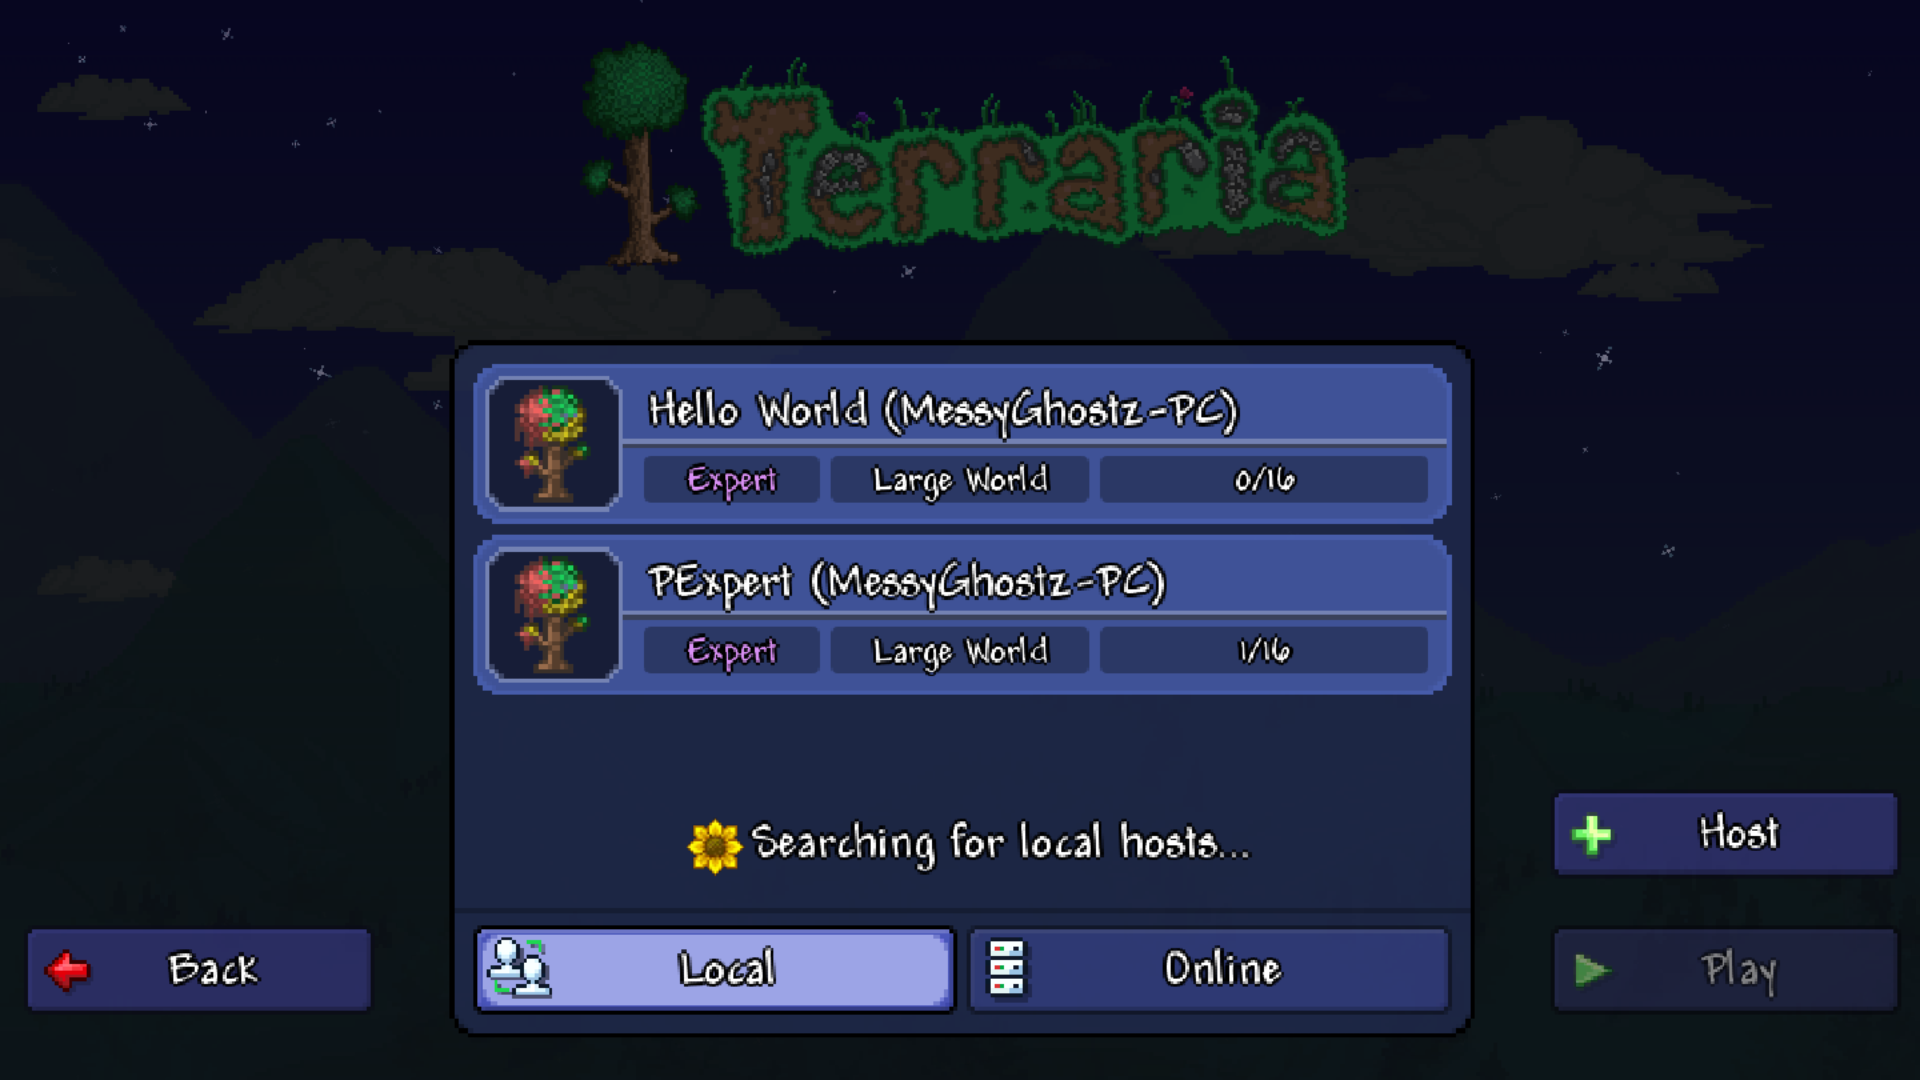 Terraria
Hello World (MessyGhostz-PC)
Expert Large World 0/16
PExpert (MessyGhostz-PC)
Expert Large World 1/16
Searching for local hosts...
Host
Back
Local
Online
Play